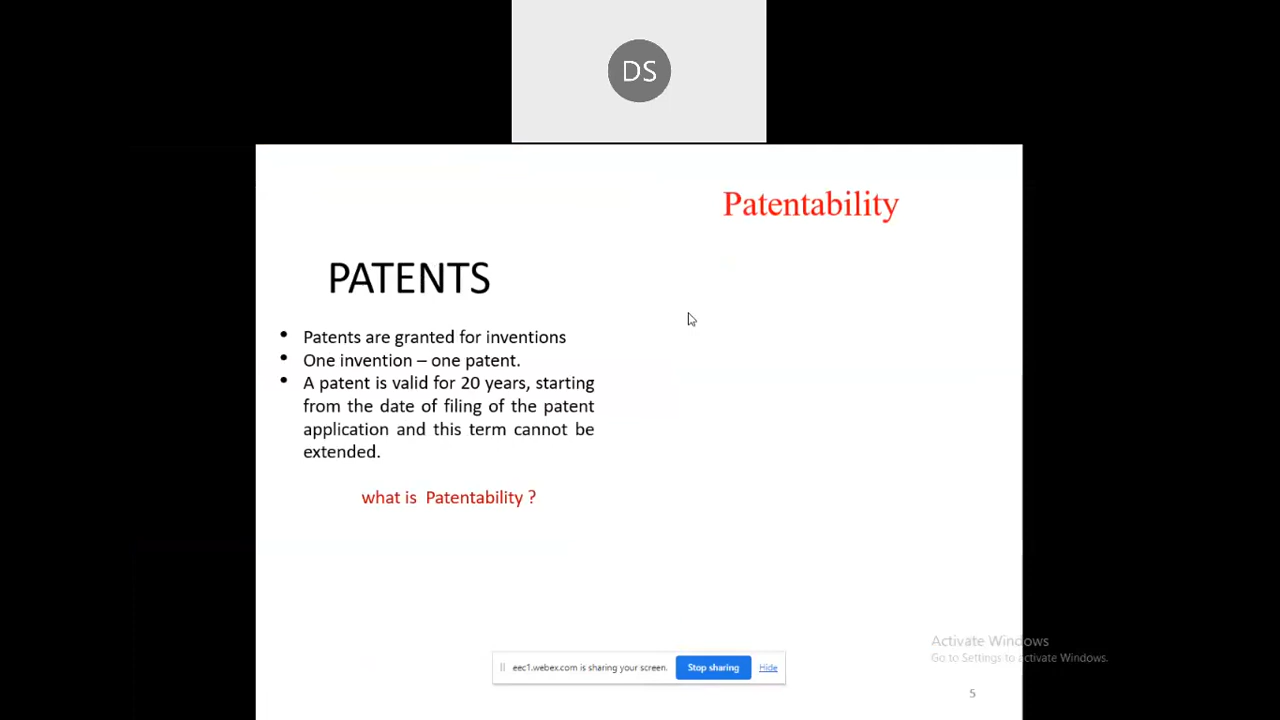 DS
Patentability
PATENTS
• Patents are granted for inventions
• One invention – one patent.
• A patent is valid for 20 years, starting
from the date of filing of the patent
application and this term cannot be
extended.
what is Patentability ?
eec1.webex.com is sharing your screen. Stop sharing Hide
Activate Windows
Go to Settings to activate Windows.
5